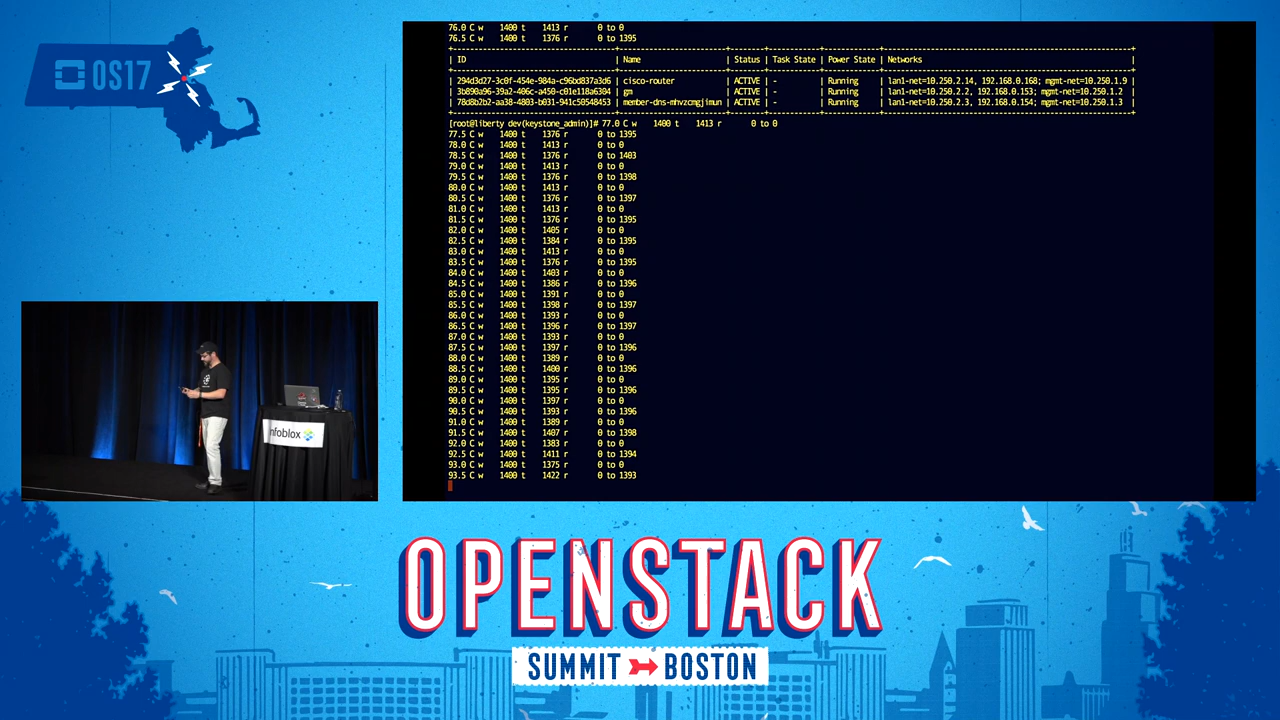 OS17
76.0 C w 1400 t 1413 r 0 to 0
76.5 C w 1400 t 1376 r 0 to 1395
+--------------------------------------+---------------------------+--------+------------+-------------+----------------------------------------------------------+
| ID | Name | Status | Task State | Power State | Networks |
+--------------------------------------+---------------------------+--------+------------+-------------+----------------------------------------------------------+
| 294d3d27-3c0f-454e-984a-c96bd837a3d6 | cisco-router | ACTIVE | - | Running | lan1-net=10.250.2.14, 192.168.0.168; mgmt-net=10.250.1.9 |
| 3b890a96-39a2-406c-a450-c01e118a6304 | gm | ACTIVE | - | Running | lan1-net=10.250.2.2, 192.168.0.153; mgmt-net=10.250.1.2 |
| 78d8b2b2-aa38-4803-b031-941c50548453 | member-dns-mhvzcmgjimun | ACTIVE | - | Running | lan1-net=10.250.2.3, 192.168.0.154; mgmt-net=10.250.1.3 |
+--------------------------------------+---------------------------+--------+------------+-------------+----------------------------------------------------------+
[root@liberty dev(keystone_admin)]# 77.0 C w 1400 t 1413 r 0 to 0
77.5 C w 1400 t 1376 r 0 to 1395
78.0 C w 1400 t 1413 r 0 to 0
78.5 C w 1400 t 1376 r 0 to 1403
79.0 C w 1400 t 1413 r 0 to 0
79.5 C w 1400 t 1376 r 0 to 1398
80.0 C w 1400 t 1413 r 0 to 0
80.5 C w 1400 t 1376 r 0 to 1397
81.0 C w 1400 t 1413 r 0 to 0
81.5 C w 1400 t 1376 r 0 to 1395
82.0 C w 1400 t 1405 r 0 to 0
82.5 C w 1400 t 1384 r 0 to 1395
83.0 C w 1400 t 1413 r 0 to 0
83.5 C w 1400 t 1376 r 0 to 1395
84.0 C w 1400 t 1403 r 0 to 0
84.5 C w 1400 t 1386 r 0 to 1396
85.0 C w 1400 t 1391 r 0 to 0
85.5 C w 1400 t 1398 r 0 to 1397
86.0 C w 1400 t 1393 r 0 to 0
86.5 C w 1400 t 1396 r 0 to 1397
87.0 C w 1400 t 1393 r 0 to 0
87.5 C w 1400 t 1397 r 0 to 1396
88.0 C w 1400 t 1389 r 0 to 0
88.5 C w 1400 t 1400 r 0 to 1396
89.0 C w 1400 t 1395 r 0 to 0
89.5 C w 1400 t 1395 r 0 to 1396
90.0 C w 1400 t 1397 r 0 to 0
90.5 C w 1400 t 1393 r 0 to 1396
91.0 C w 1400 t 1389 r 0 to 0
91.5 C w 1400 t 1407 r 0 to 1398
92.0 C w 1400 t 1383 r 0 to 0
92.5 C w 1400 t 1411 r 0 to 1394
93.0 C w 1400 t 1375 r 0 to 0
93.5 C w 1400 t 1422 r 0 to 1393
nfoblox
OPENSTACK
SUMMIT BOSTON